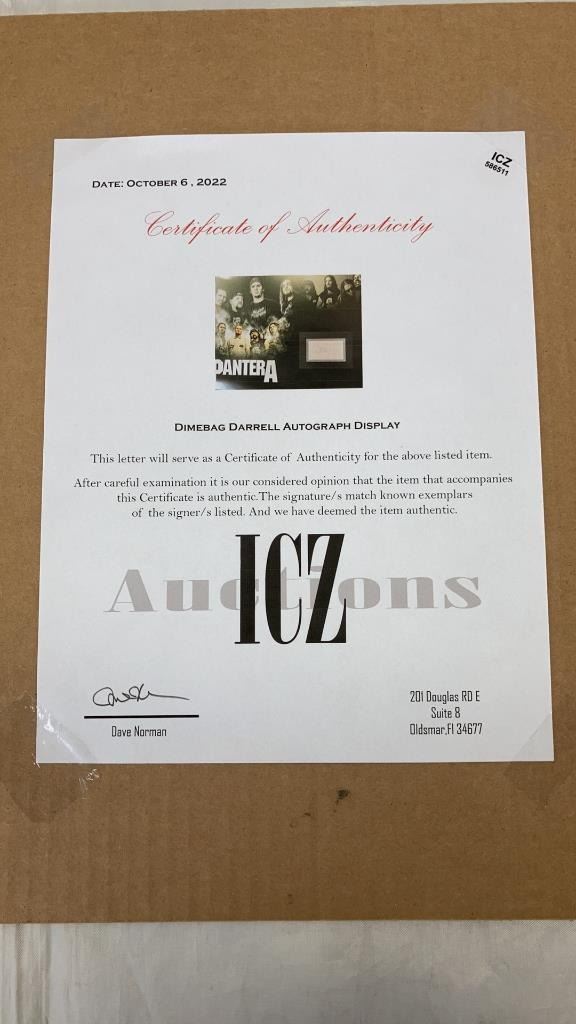 ICZ
586511
DATE: OCTOBER 6 , 2022
Certificate of Authenticity
PANTERA
DIMEBAG DARRELL AUTOGRAPH DISPLAY
This letter will serve as a Certificate of Authenticity for the above listed item.
After careful examination it is our considered opinion that the item that accompanies
this Certificate is authentic.The signature/s match known exemplars
of the signer/s listed. And we have deemed the item authentic.
ICZ
Auctions
Dave Norman
201 Douglas RD E
Suite 8
Oldsmar,Fl 34677